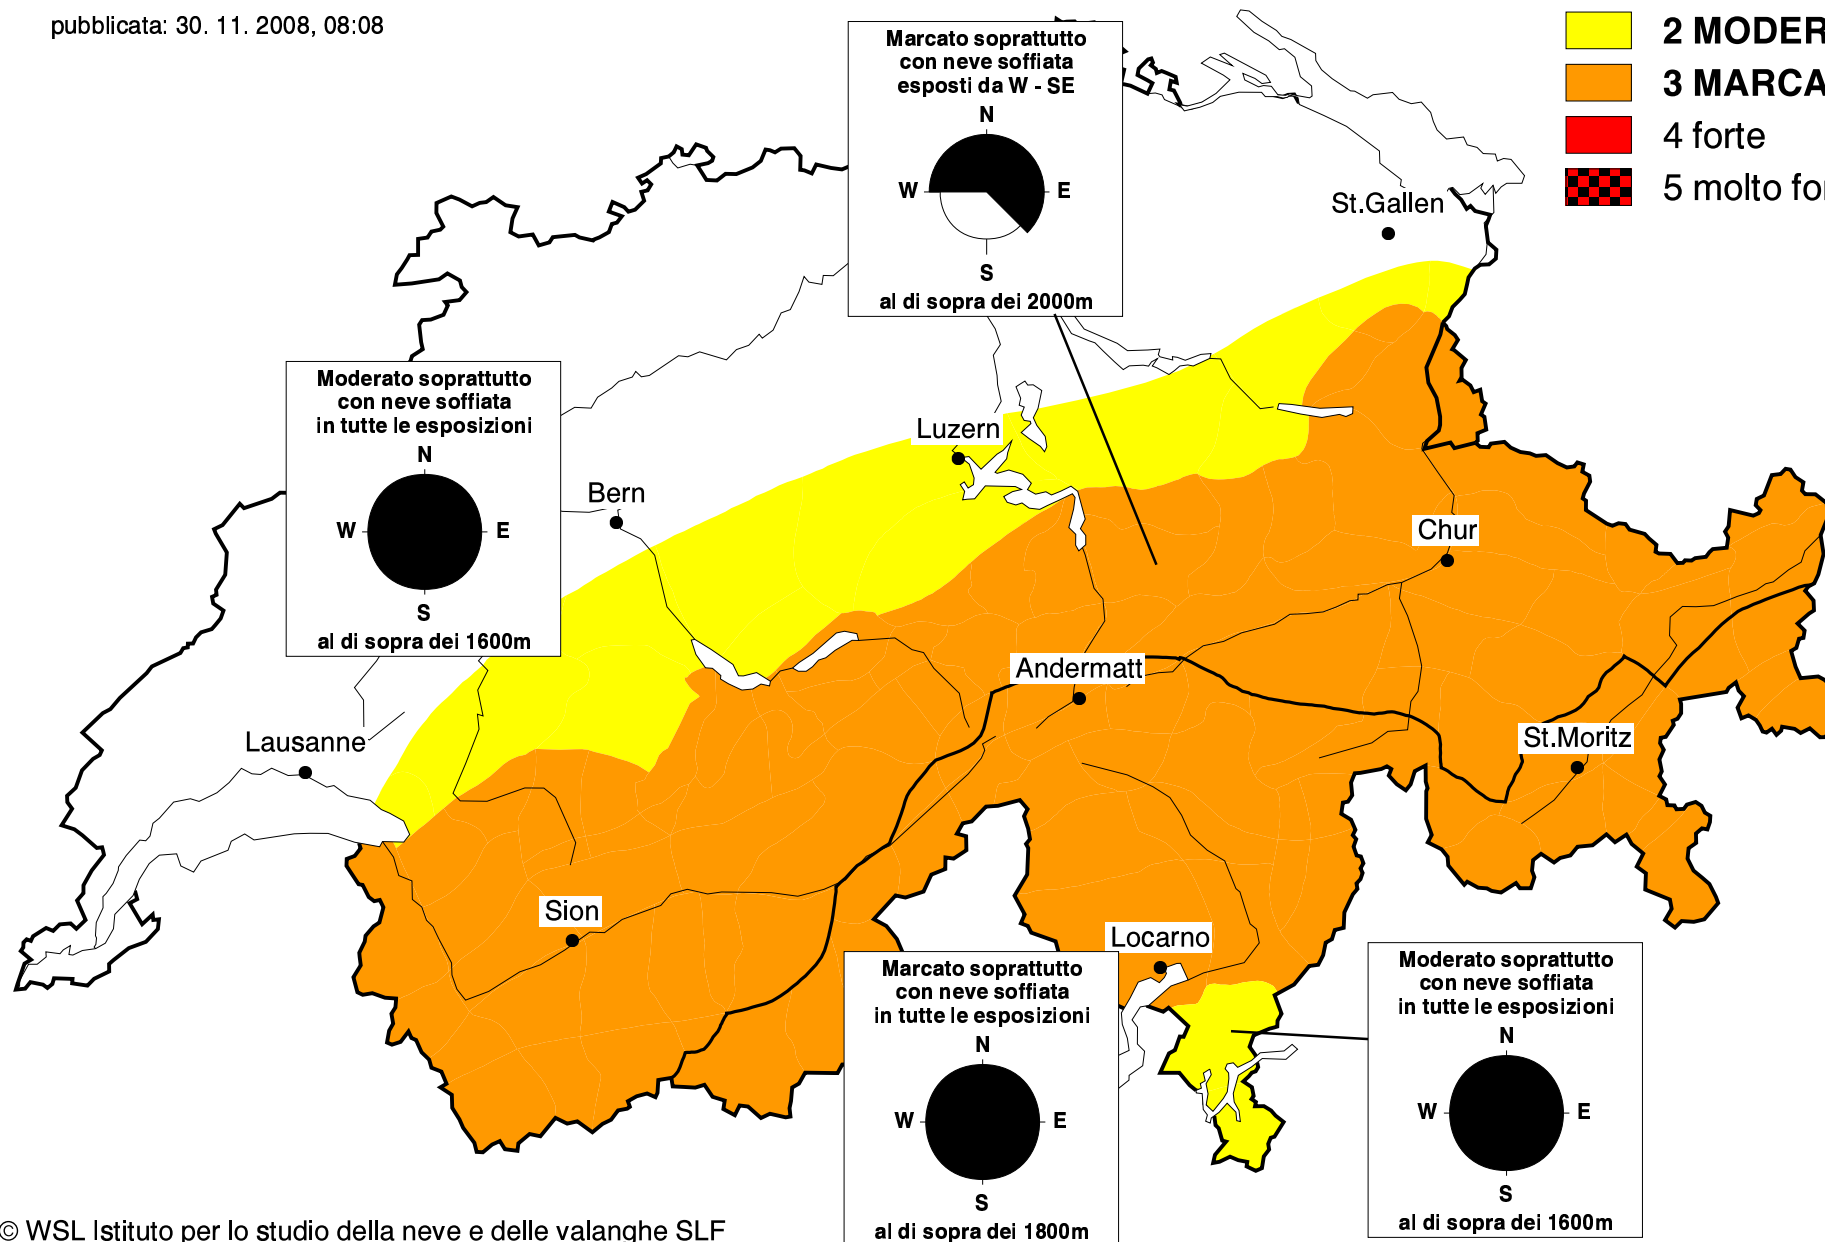 pubblicata: 30. 11. 2008, 08:08
Marcato soprattutto
con neve soffiata
esposti da W - SE
N
W
E
S
al di sopra dei 2000m
2 MODER
3 MARCA
4 forte
5 molto for
St.Gallen
Moderato soprattutto
con neve soffiata
in tutte le esposizioni
N
W
E
S
al di sopra dei 1600m
Luzern
Bern
Chur
Andermatt
Lausanne
St.Moritz
Sion
Locarno
Marcato soprattutto
con neve soffiata
in tutte le esposizioni
N
W
E
S
al di sopra dei 1800m
Moderato soprattutto
con neve soffiata
in tutte le esposizioni
N
W
E
S
al di sopra dei 1600m
© WSL Istituto per lo studio della neve e delle valanghe SLF